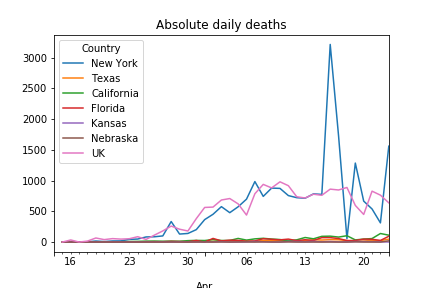 Absolute daily deaths
Country
New York
Texas
California
Florida
Kansas
Nebraska
UK
3000
2500
2000
1500
1000
500
0
16 23 30 06 13 20
Apr